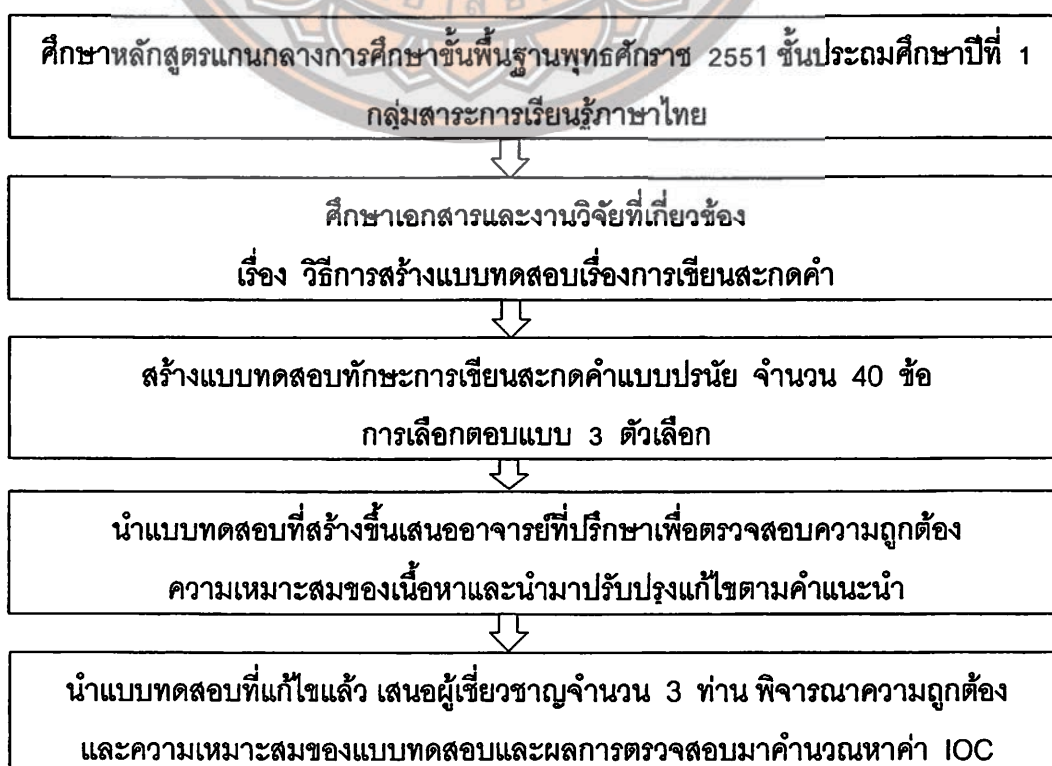 ศึกษาหลักสูตรแกนกลางการศึกษาขั้นพื้นฐานพุทธศักราช 2551 ชั้นประถมศึกษาปีที่ 1
กลุ่มสาระการเรียนรู้ภาษาไทย
ศึกษาเอกสารและงานวิจัยที่เกี่ยวข้อง
เรื่อง วิธีการสร้างแบบทดสอบเรื่องการเขียนสะกดคำ
สร้างแบบทดสอบทักษะการเขียนสะกดคำแบบปรนัย จำนวน 40 ข้อ
การเลือกตอบแบบ 3 ตัวเลือก
นำแบบทดสอบที่สร้างขึ้นเสนออาจารย์ที่ปรึกษาเพื่อตรวจสอบความถูกต้อง
ความเหมาะสมของเนื้อหาและนำมาปรับปรุงแก้ไขตามคำแนะนำ
นำแบบทดสอบที่แก้ไขแล้ว เสนอผู้เชี่ยวชาญจำนวน 3 ท่าน พิจารณาความถูกต้อง
และความเหมาะสมของแบบทดสอบและผลการตรวจสอบมาคำนวณหาค่า IOC